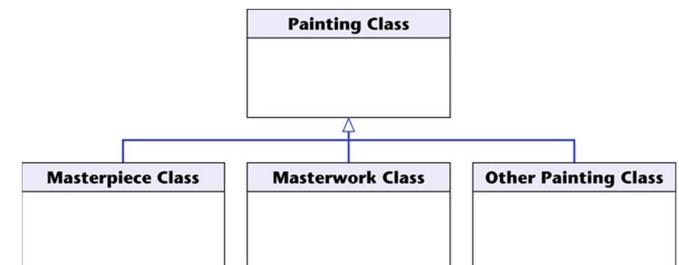 Painting Class
Masterpiece Class
Masterwork Class
Other Painting Class